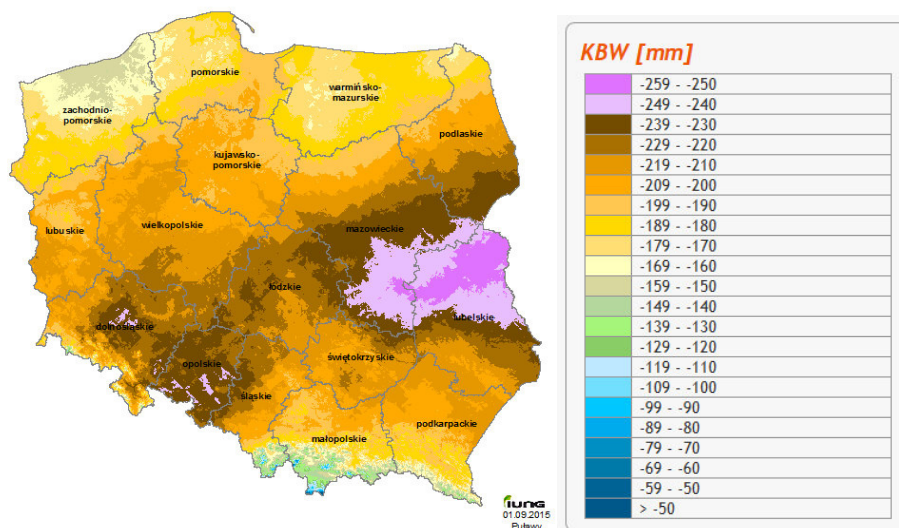 pomorskie
zachodnio-
pomorskie
warmińsko-
mazurskie
podlaskie
kujawsko-
pomorskie
lubuskie
wielkopolskie
mazowieckie
łódzkie
lubelskie
dolnośląskie
opolskie
świętokrzyskie
śląskie
małopolskie
podkarpackie
IUNG
01.09.2015
Puławy
KBW [mm]
-259 - -250
-249 - -240
-239 - -230
-229 - -220
-219 - -210
-209 - -200
-199 - -190
-189 - -180
-179 - -170
-169 - -160
-159 - -150
-149 - -140
-139 - -130
-129 - -120
-119 - -110
-109 - -100
-99 - -90
-89 - -80
-79 - -70
-69 - -60
-59 - -50
> -50